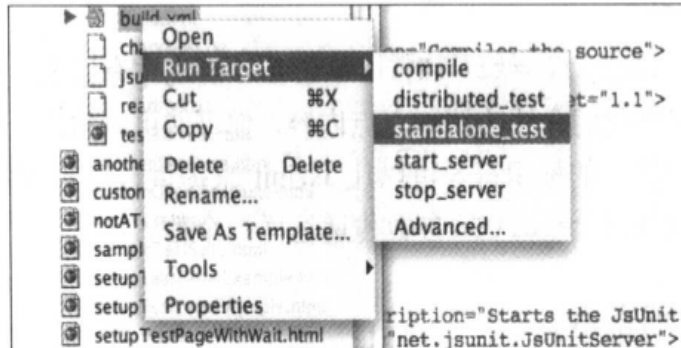 build.xml
Open
Run Target
Cut ⌘X
Copy ⌘C
Delete Delete
Rename...
Save As Template...
Tools
Properties
compile
distributed_test
standalone_test
start_server
stop_server
Advanced...
="Compiles the source">
="1.1">
setupTestPageWithWait.html
ription="Starts the JsUnit
"net.jsunit.JsUnitServer">